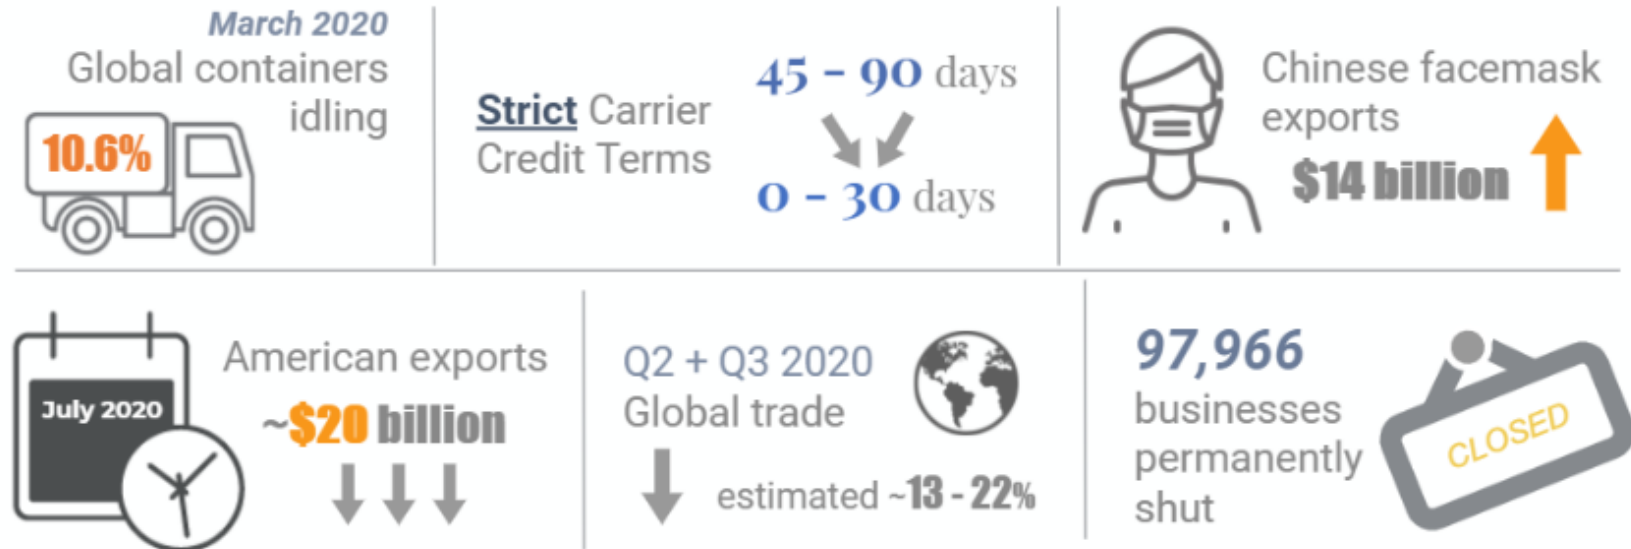 March 2020
Global containers
idling
10.6%
Strict Carrier
Credit Terms
45 - 90 days
0 - 30 days
Chinese facemask
exports
$14 billion
July 2020
American exports
~$20 billion
Q2 + Q3 2020
Global trade
estimated ~13 - 22%
97,966
businesses
permanently
shut
CLOSED